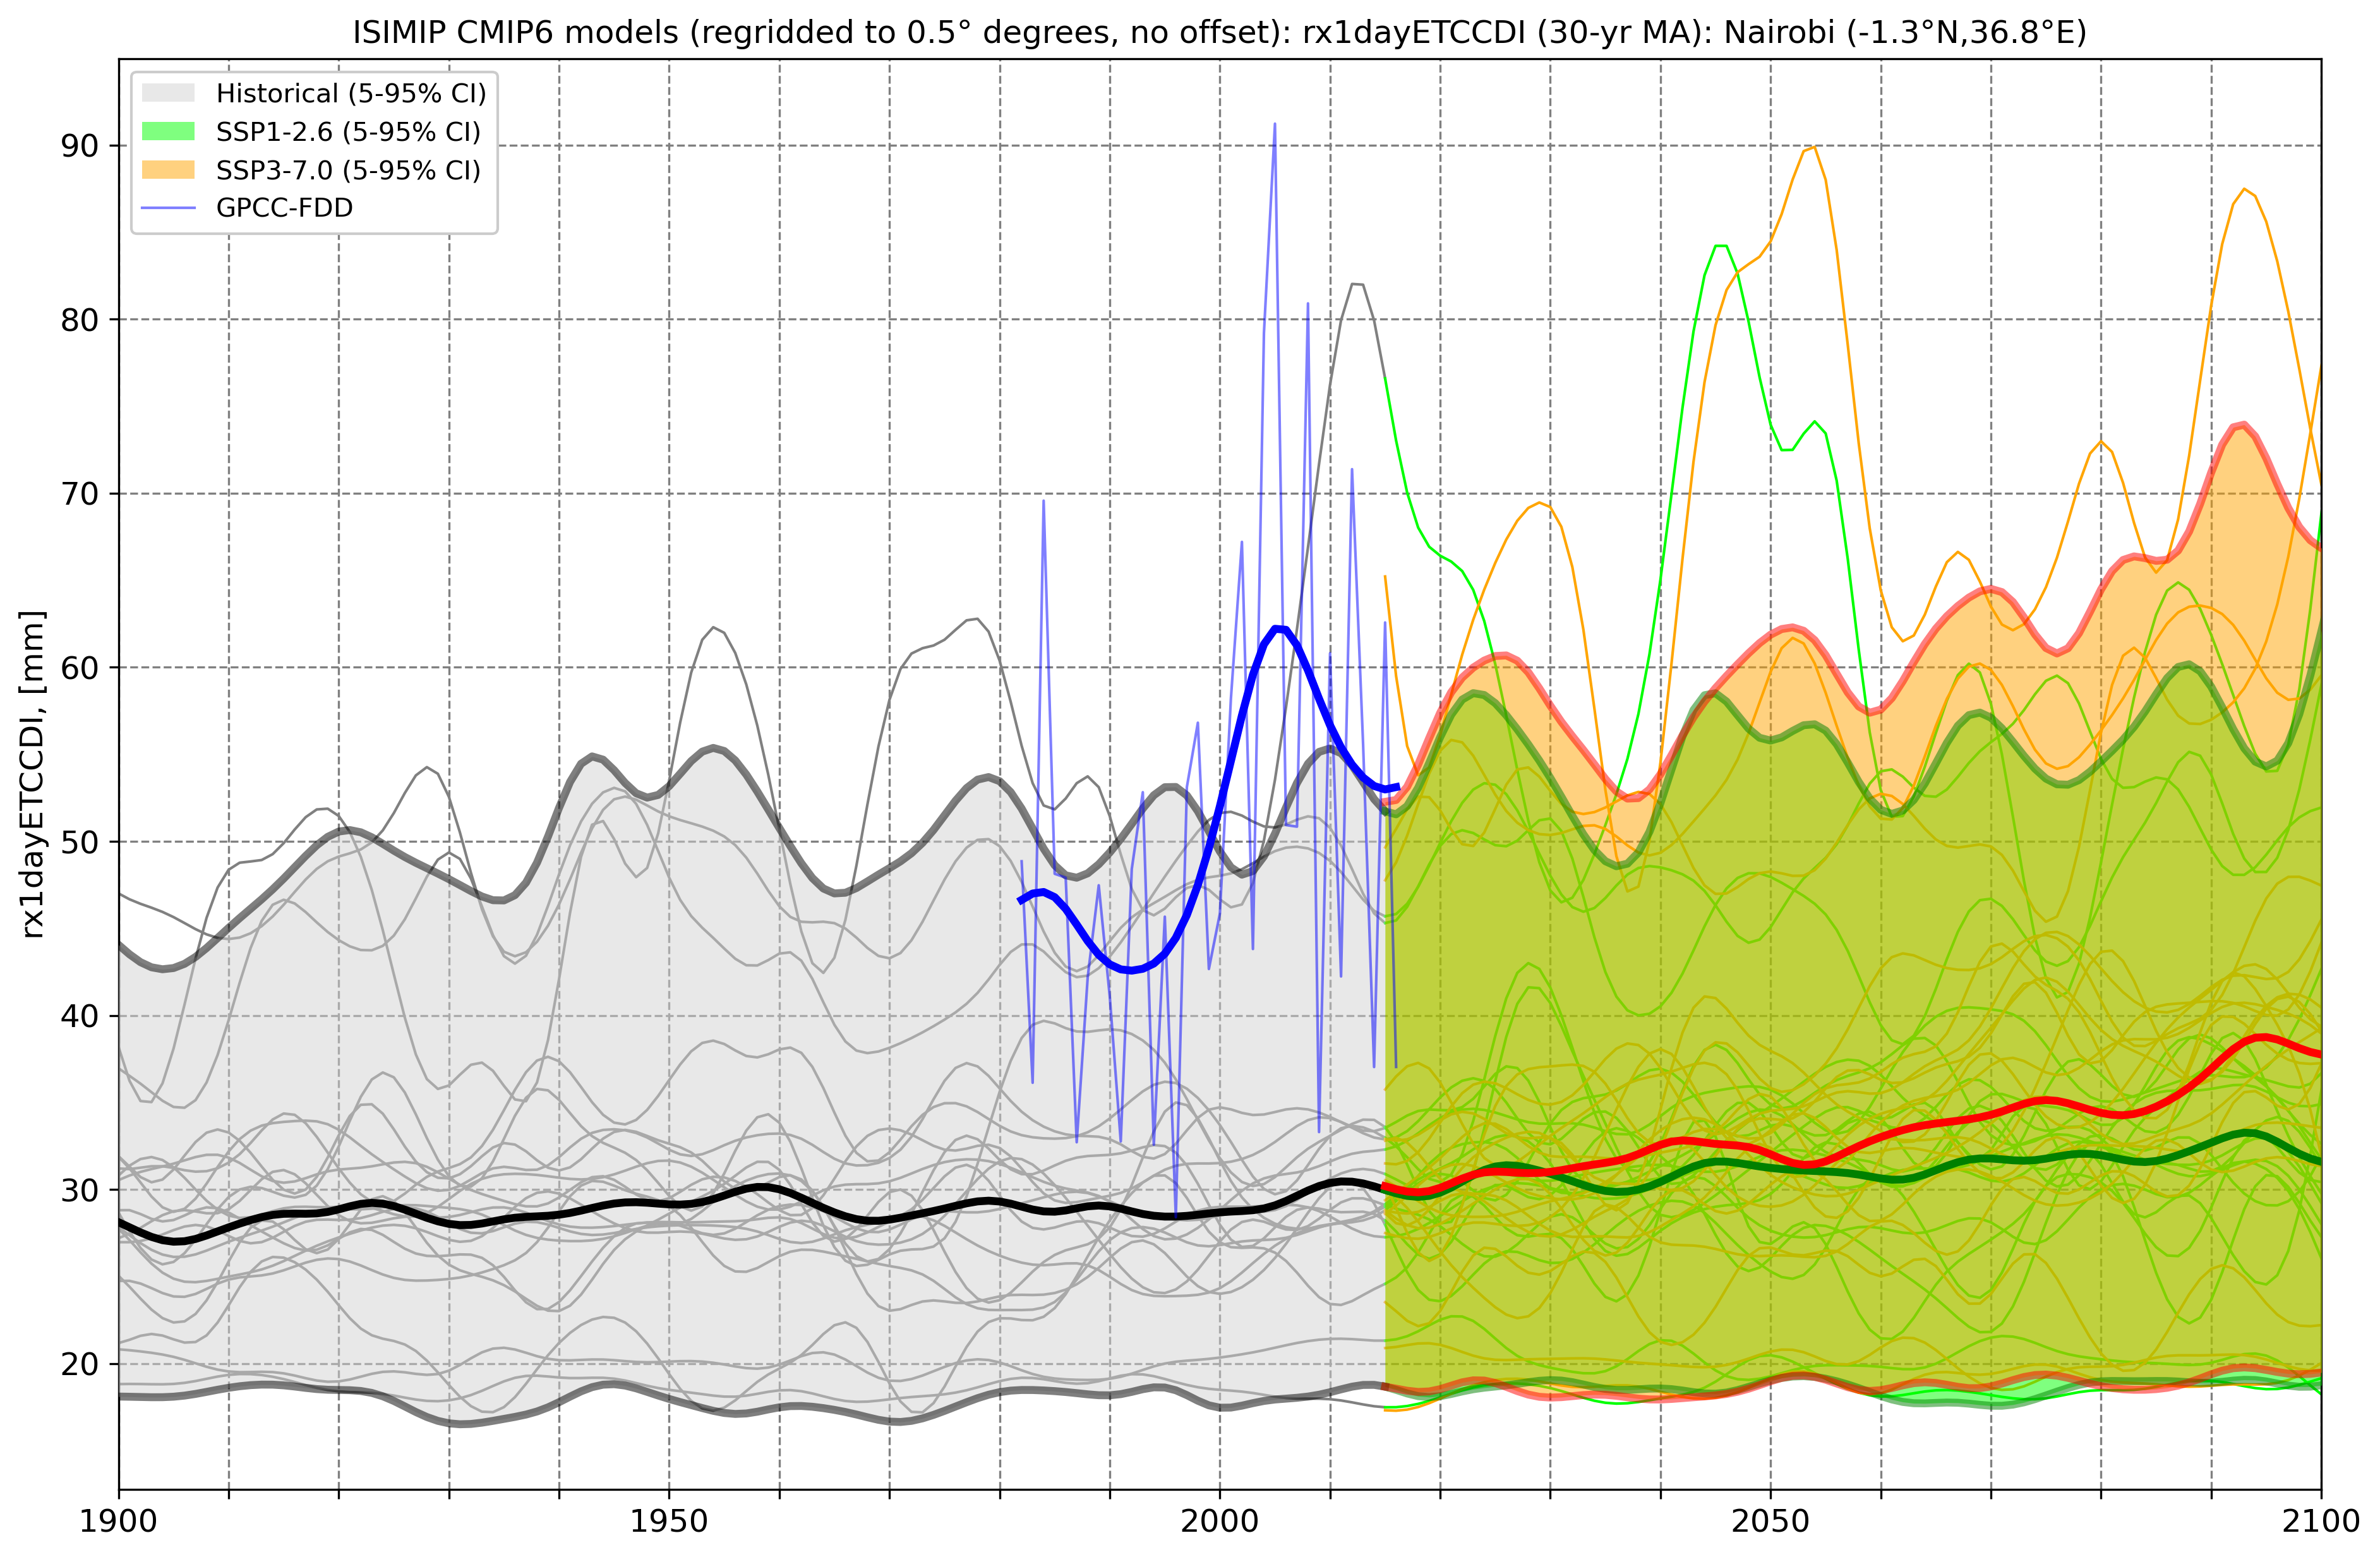 ISIMIP CMIP6 models (regridded to 0.5° degrees, no offset): rx1dayETCCDI (30-yr MA): Nairobi (-1.3°N,36.8°E)
Historical (5-95% CI)
SSP1-2.6 (5-95% CI)
SSP3-7.0 (5-95% CI)
GPCC-FDD
rx1dayETCCDI, [mm]
90
80
70
60
50
40
30
20
1900 1950 2000 2050 2100